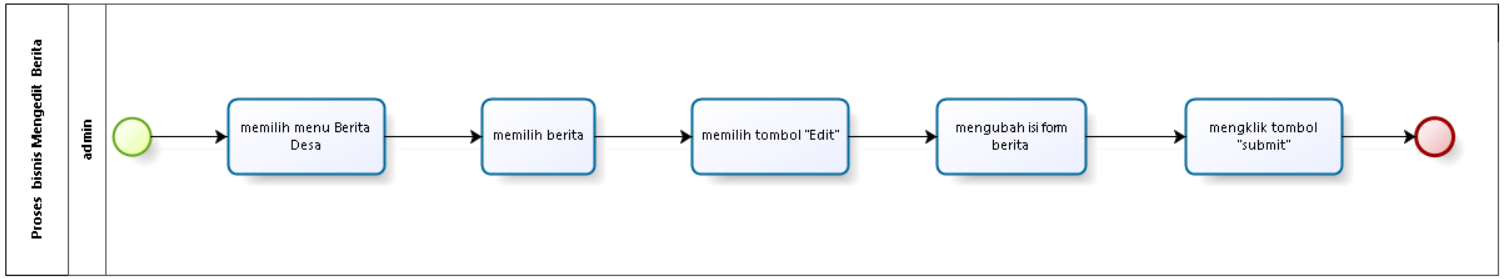 Proses bisnis Mengedit Berita
admin
memilih menu Berita
Desa
memilih berita
memilih tombol "Edit"
mengubah isi form
berita
mengklik tombol
"submit"